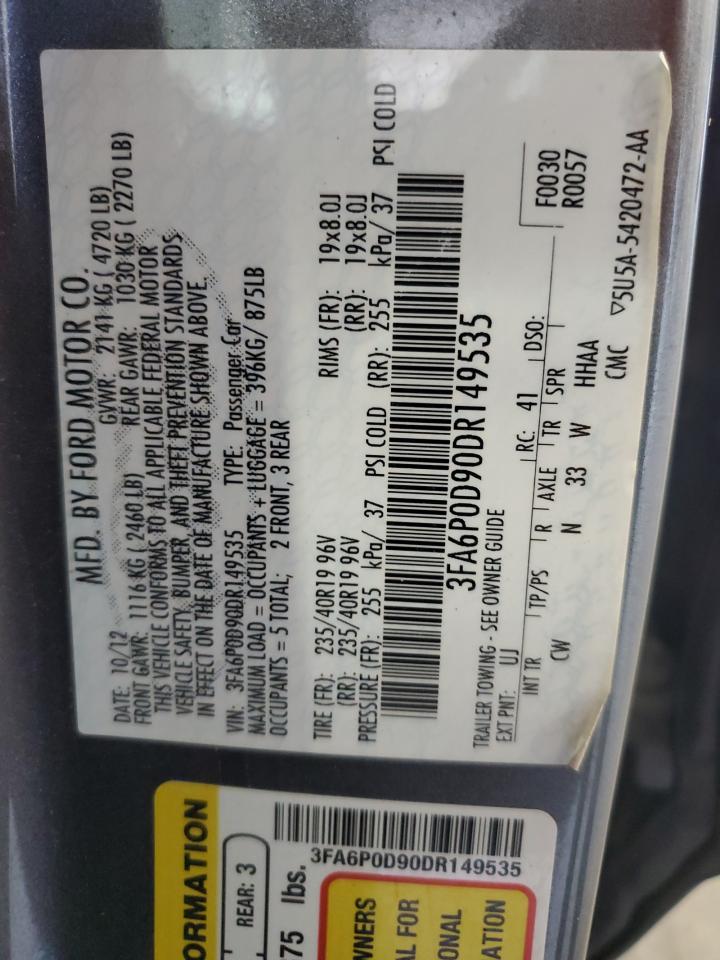 MFD. BY FORD MOTOR CO.
DATE: 10/12 GVWR: 2141 KG ( 4720 LB)
FRONT GAWR: 1116 KG ( 2460 LB) REAR GAWR: 1030 KG ( 2270 LB)
THIS VEHICLE CONFORMS TO ALL APPLICABLE FEDERAL MOTOR
VEHICLE SAFETY, BUMPER, AND THEFT PREVENTION STANDARDS
IN EFFECT ON THE DATE OF MANUFACTURE SHOWN ABOVE.
VIN: 3FA6P0D90DR149535 TYPE: Passenger Car
MAXIMUM LOAD = OCCUPANTS + LUGGAGE = 396KG/ 875LB
OCCUPANTS = 5 TOTAL; 2 FRONT, 3 REAR
TIRE (FR): 235/40R19 96V RIMS (FR): 19x8.0J
(RR): 235/40R19 96V (RR): 19x8.0J
PRESSURE (FR): 255 kPa/ 37 PSI COLD (RR): 255 kPa/ 37 PSI COLD
3FA6P0D90DR149535
TRAILER TOWING - SEE OWNER GUIDE
EXT PNT: UJ RC: 41 DSO: F0030
R0057
INT TR TP/PS R AXLE TR SPR
CW N 33 W HHAA
CMC ▽5U5A-5420472-AA
ORMATION
REAR: 3
75 lbs.
3FA6P0D90DR149535
WNERS
AL FOR
ONAL
ATION